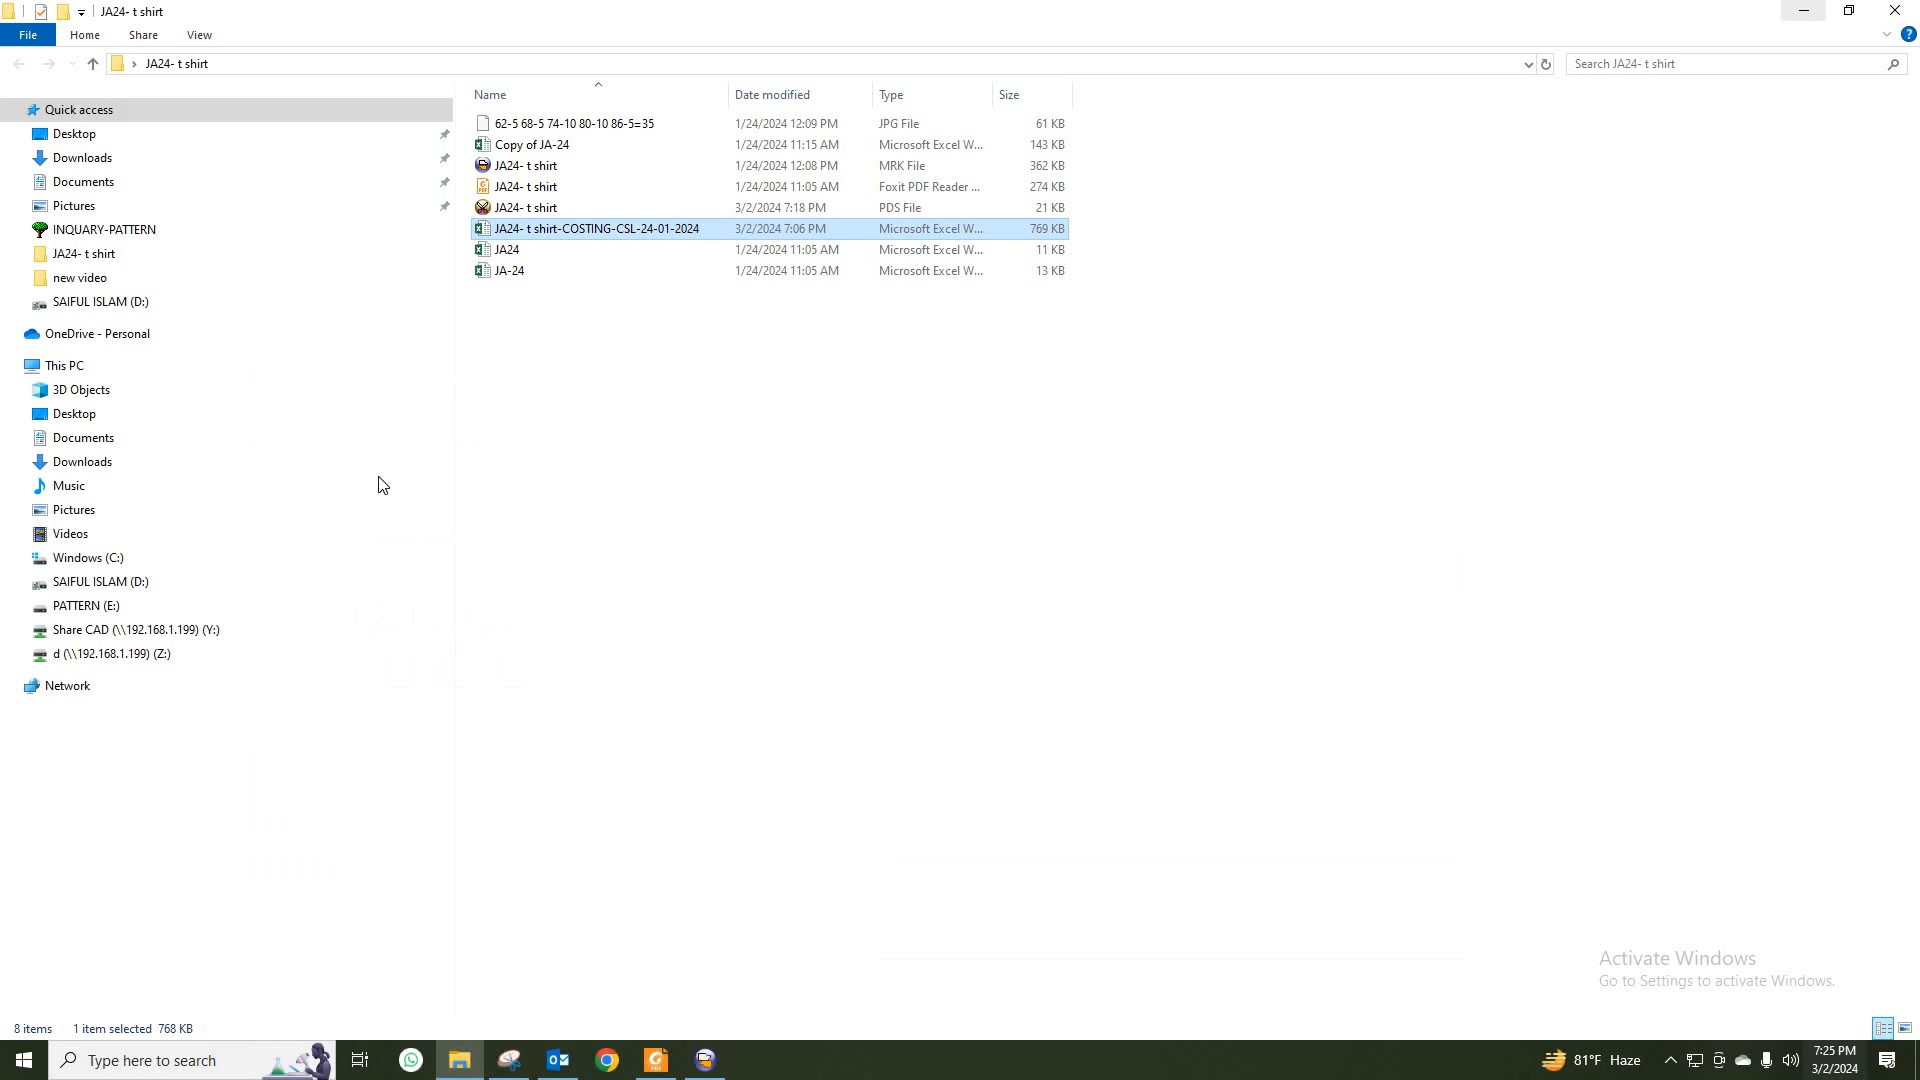 JA24- t shirt
File Home Share View
JA24- t shirt
Search JA24- t shirt
Name Date modified Type Size
62-5 68-5 74-10 80-10 86-5=35 1/24/2024 12:09 PM JPG File 61 KB
Copy of JA-24 1/24/2024 11:15 AM Microsoft Excel W... 143 KB
JA24- t shirt 1/24/2024 12:08 PM MRK File 362 KB
JA24- t shirt 1/24/2024 11:05 AM Foxit PDF Reader ... 274 KB
JA24- t shirt 3/2/2024 7:18 PM PDS File 21 KB
JA24- t shirt-COSTING-CSL-24-01-2024 3/2/2024 7:06 PM Microsoft Excel W... 769 KB
JA24 1/24/2024 11:05 AM Microsoft Excel W... 11 KB
JA-24 1/24/2024 11:05 AM Microsoft Excel W... 13 KB
Quick access
Desktop
Downloads
Documents
Pictures
INQUARY-PATTERN
JA24- t shirt
new video
SAIFUL ISLAM (D:)
OneDrive - Personal
This PC
3D Objects
Desktop
Documents
Downloads
Music
Pictures
Videos
Windows (C:)
SAIFUL ISLAM (D:)
PATTERN (E:)
Share CAD (\\192.168.1.199) (Y:)
d (\\192.168.1.199) (Z:)
Network
Activate Windows
Go to Settings to activate Windows.
8 items 1 item selected 768 KB
Type here to search
81°F Haze
7:25 PM
3/2/2024